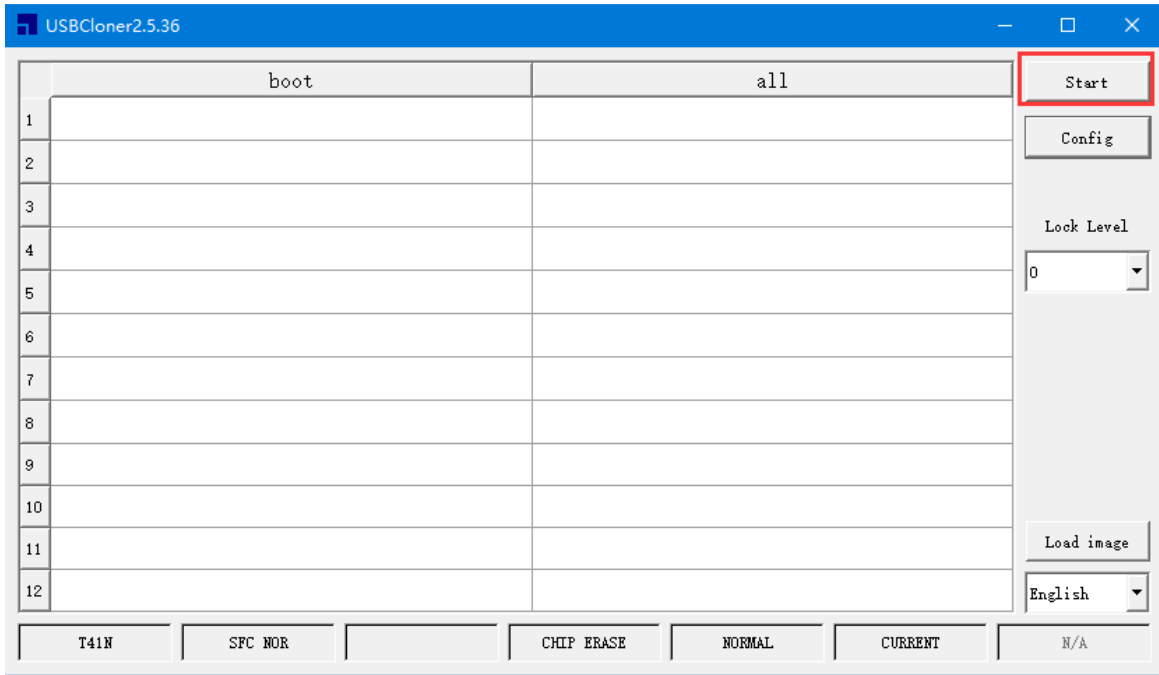 USBCloner2.5.36
boot all
Start
1
Config
2
3
Lock Level
4
0
5
6
7
8
9
10
11
Load image
12
English
T41N SFC NOR CHIP ERASE NORMAL CURRENT N/A